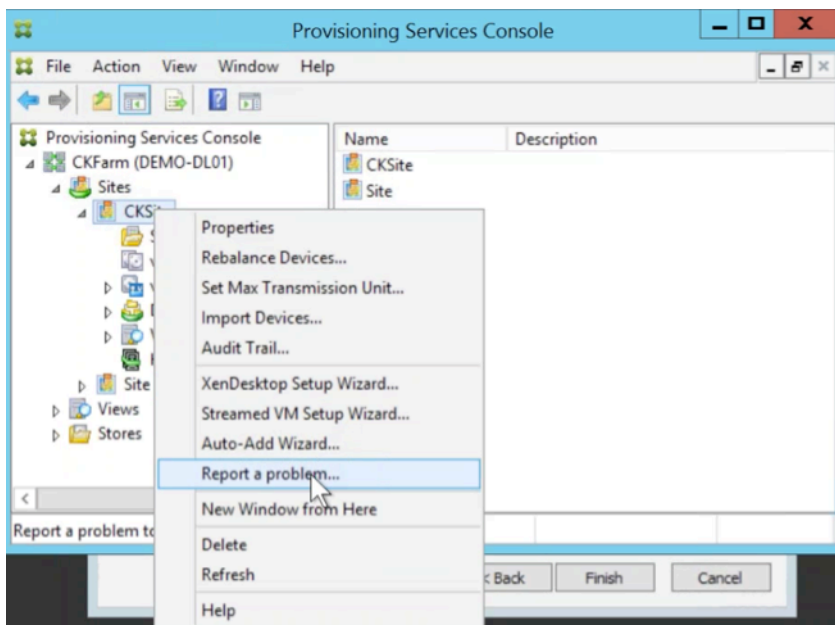 Provisioning Services Console
File Action View Window Help
Provisioning Services Console
CKFarm (DEMO-DL01)
Sites
CKSi
Site
Views
Stores
Name Description
CKSite
Site
Properties
Rebalance Devices...
Set Max Transmission Unit...
Import Devices...
Audit Trail...
XenDesktop Setup Wizard...
Streamed VM Setup Wizard...
Auto-Add Wizard...
Report a problem...
New Window from Here
Delete
Refresh
Help
Report a problem to
< Back Finish Cancel